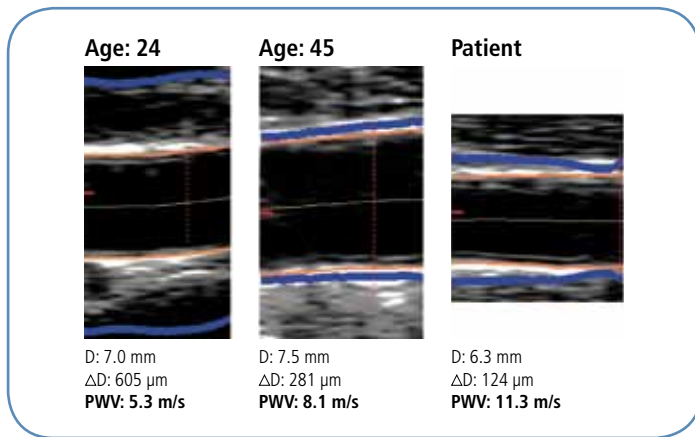 Age: 24
D: 7.0 mm
△D: 605 µm
PWV: 5.3 m/s
Age: 45
D: 7.5 mm
△D: 281 µm
PWV: 8.1 m/s
Patient
D: 6.3 mm
△D: 124 µm
PWV: 11.3 m/s